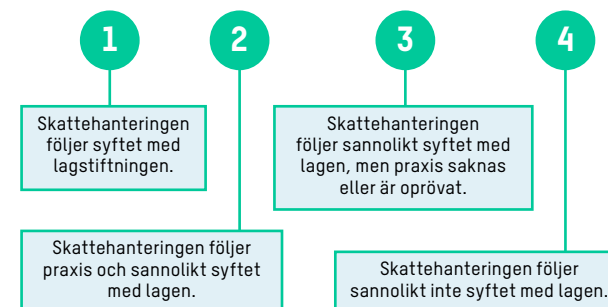 1
Skattehanteringen
följer syftet med
lagstiftningen.
2
Skattehanteringen följer
praxis och sannolikt syftet
med lagen.
3
Skattehanteringen
följer sannolikt syftet med
lagen, men praxis saknas
eller är oprövat.
4
Skattehanteringen följer
sannolikt inte syftet med lagen.